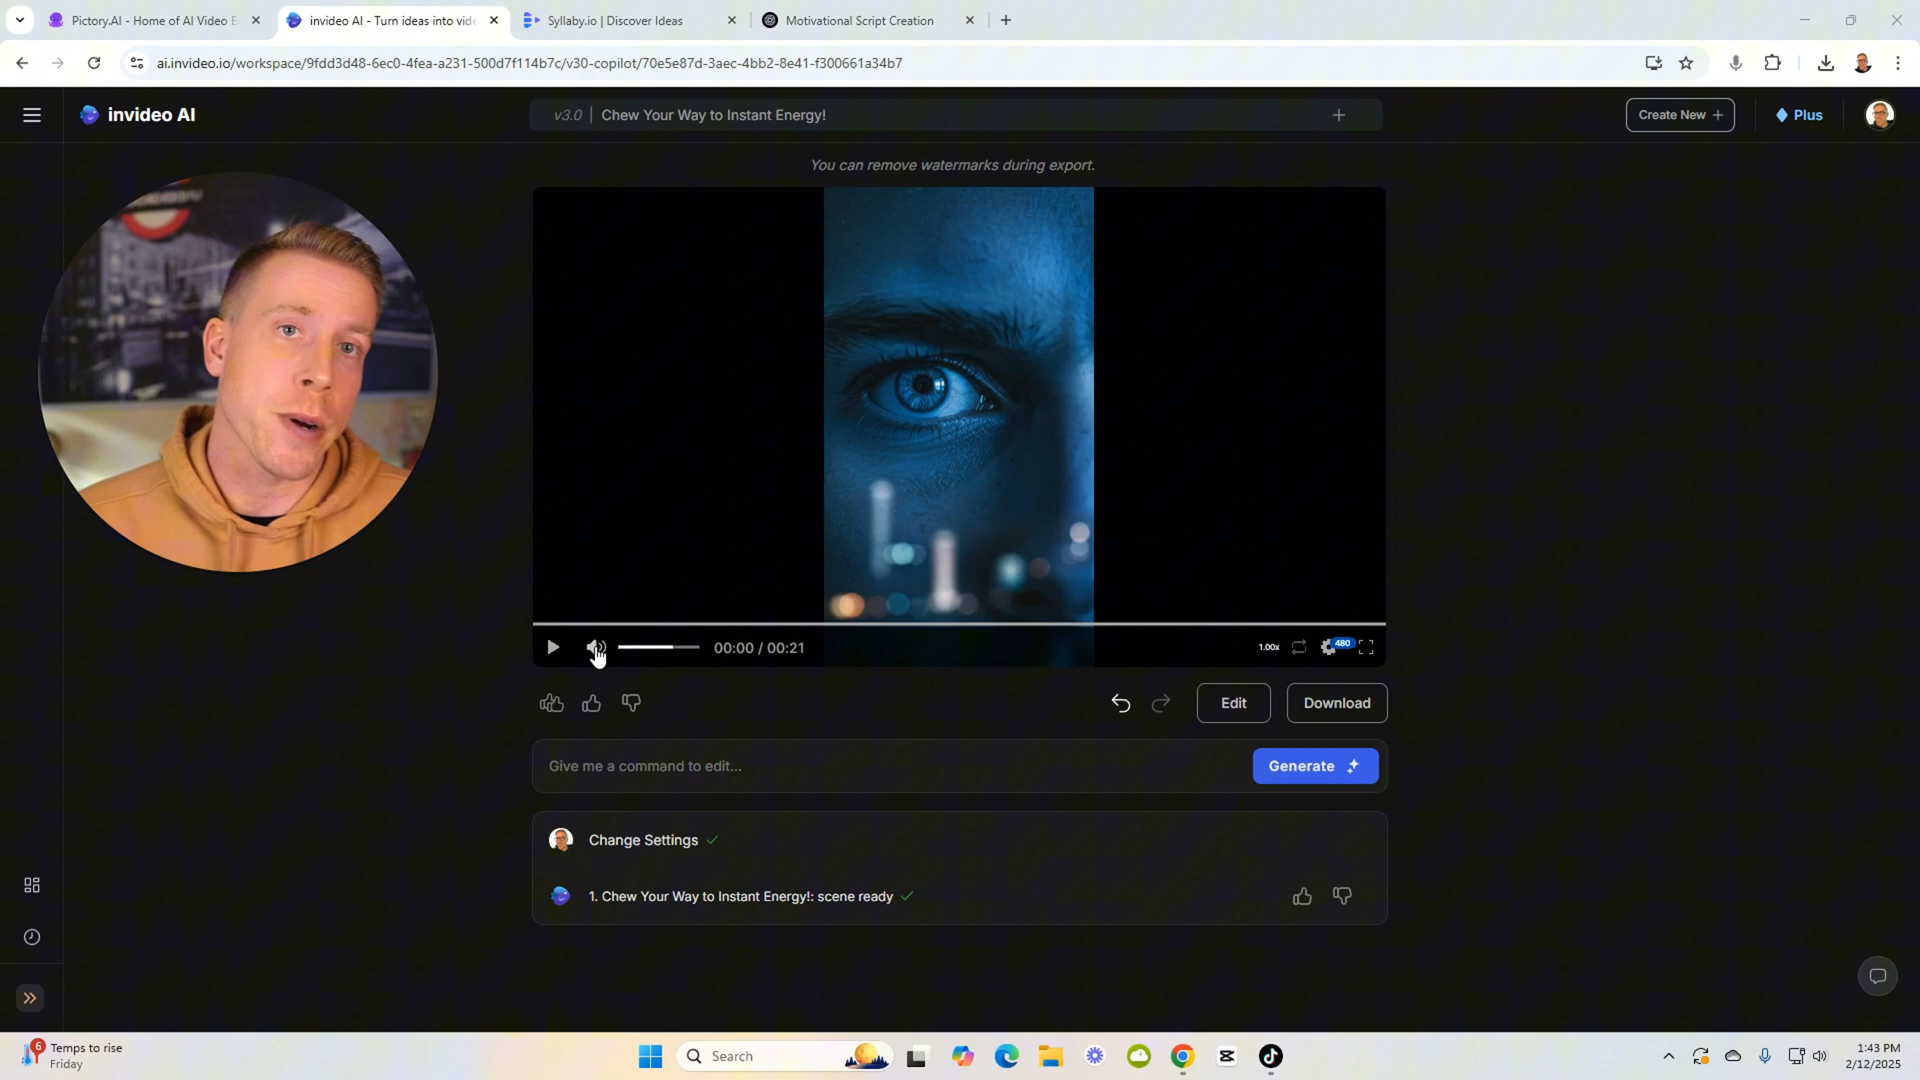 Pictory.AI - Home of AI Video E
invideo AI - Turn ideas into vide
Syllaby.io | Discover Ideas
Motivational Script Creation
ai.invideo.io/workspace/9fdd3d48-6ec0-4fea-a231-500d7f114b7c/v30-copilot/70e5e87d-3aec-4bb2-8e41-f300661a34b7
invideo AI
v3.0 | Chew Your Way to Instant Energy!
Create New +
Plus
You can remove watermarks during export.
00:00 / 00:21
1.00x
480
Edit
Download
Give me a command to edit...
Generate
Change Settings
1. Chew Your Way to Instant Energy!: scene ready
6
Temps to rise
Friday
Search
1:43 PM
2/12/2025